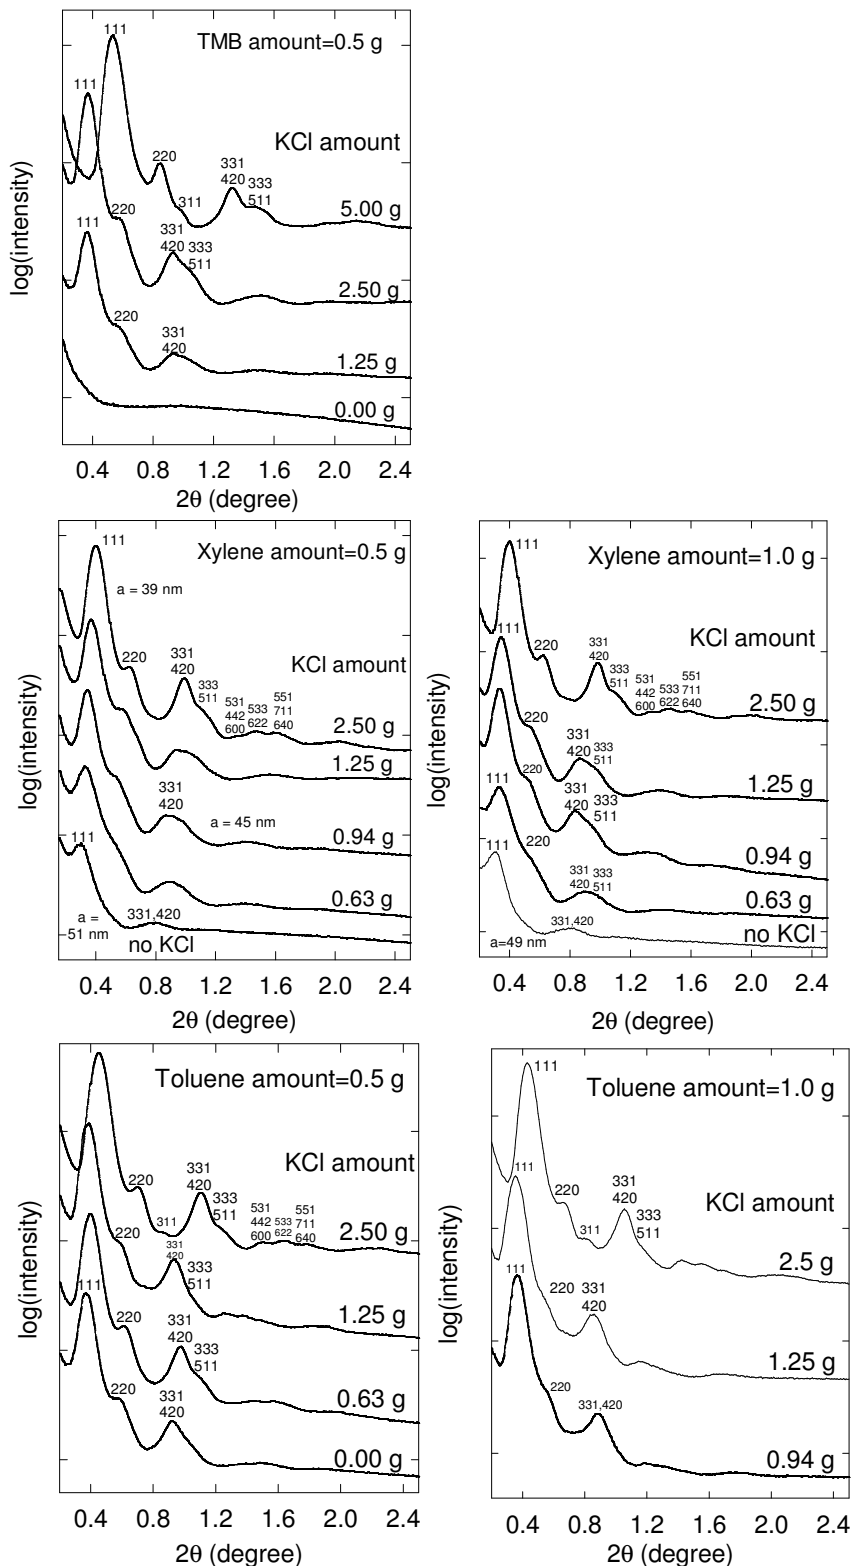 TMB amount=0.5 g
KCl amount
log(intensity)
111
220
311
331
420
333
511
5.00 g
111
220
331
420
333
511
2.50 g
111
220
331
420
1.25 g
0.00 g
0.4 0.8 1.2 1.6 2.0 2.4
2θ (degree)
Xylene amount=0.5 g
KCl amount
log(intensity)
111
a = 39 nm
220
331
420
333
511
531
442
600
533
622
551
711
640
2.50 g
1.25 g
331
420
a = 45 nm
0.94 g
0.63 g
111
a =
51 nm
331,420
no KCl
0.4 0.8 1.2 1.6 2.0 2.4
2θ (degree)
Xylene amount=1.0 g
KCl amount
log(intensity)
111
220
331
420
333
511
531
442
600
533
622
551
711
640
2.50 g
111
220
331
420
333
511
1.25 g
220
331
420
333
511
0.94 g
111
220
331
420
333
511
0.63 g
111
331,420
a=49 nm
no KCl
0.4 0.8 1.2 1.6 2.0 2.4
2θ (degree)
Toluene amount=0.5 g
KCl amount
log(intensity)
220
311
331
420
333
511
531
442
600
533
622
551
711
640
2.50 g
220
331
420
333
511
1.25 g
220
331
420
333
511
0.63 g
111
220
331
420
0.00 g
0.4 0.8 1.2 1.6 2.0 2.4
2θ (degree)
Toluene amount=1.0 g
KCl amount
log(intensity)
111
220
311
331
420
333
511
2.5 g
111
220
331
420
1.25 g
111
220
331,420
0.94 g
0.4 0.8 1.2 1.6 2.0 2.4
2θ (degree)